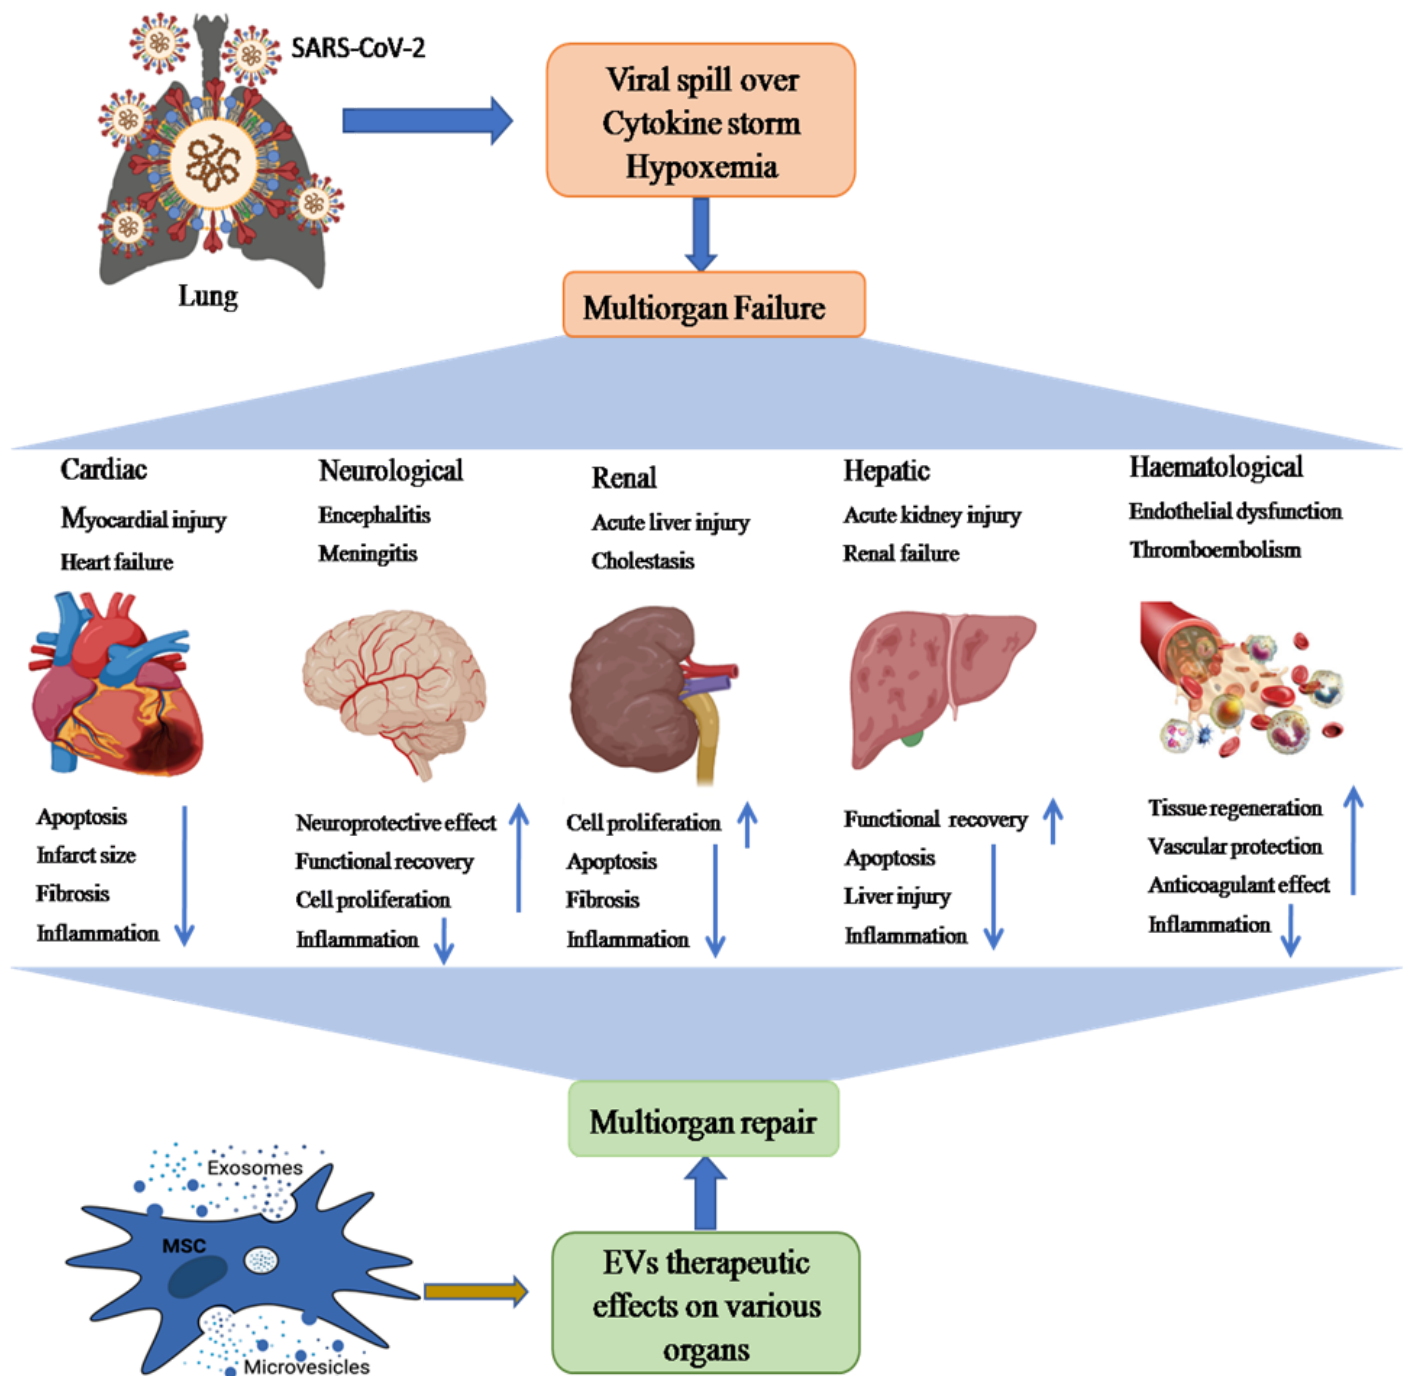 SARS-CoV-2
Lung
Viral spill over
Cytokine storm
Hypoxemia
Multiorgan Failure
Cardiac
Myocardial injury
Heart failure
Neurological
Encephalitis
Meningitis
Renal
Acute liver injury
Cholestasis
Hepatic
Acute kidney injury
Renal failure
Haematological
Endothelial dysfunction
Thromboembolism
Apoptosis
Infarct size
Fibrosis
Inflammation
Neuroprotective effect
Functional recovery
Cell proliferation
Inflammation
Cell proliferation
Apoptosis
Fibrosis
Inflammation
Functional recovery
Apoptosis
Liver injury
Inflammation
Tissue regeneration
Vascular protection
Anticoagulant effect
Inflammation
Multiorgan repair
Exosomes
MSC
Microvesicles
EVs therapeutic
effects on various
organs